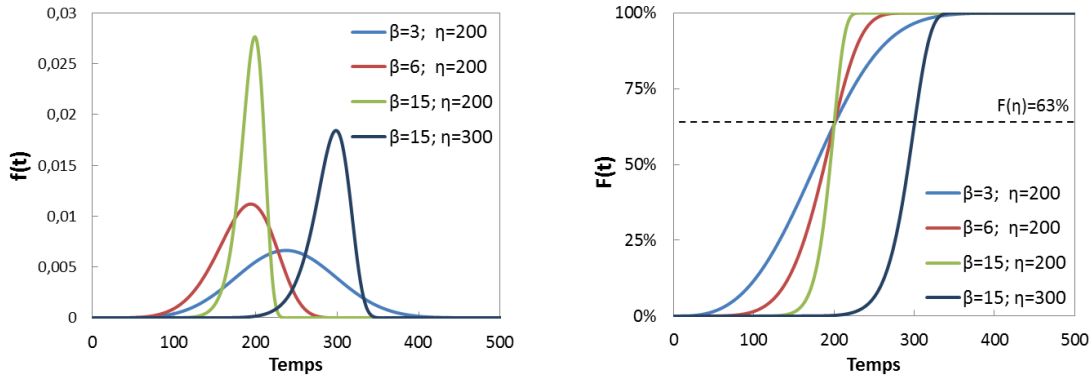 0,03
0,025
0,02
0,015
0,01
0,005
0
f(t)
β=3; η=200
β=6; η=200
β=15; η=200
β=15; η=300
0 100 200 300 400 500
Temps
100%
75%
50%
25%
0%
F(t)
F(η)=63%
β=3; η=200
β=6; η=200
β=15; η=200
β=15; η=300
0 100 200 300 400 500
Temps